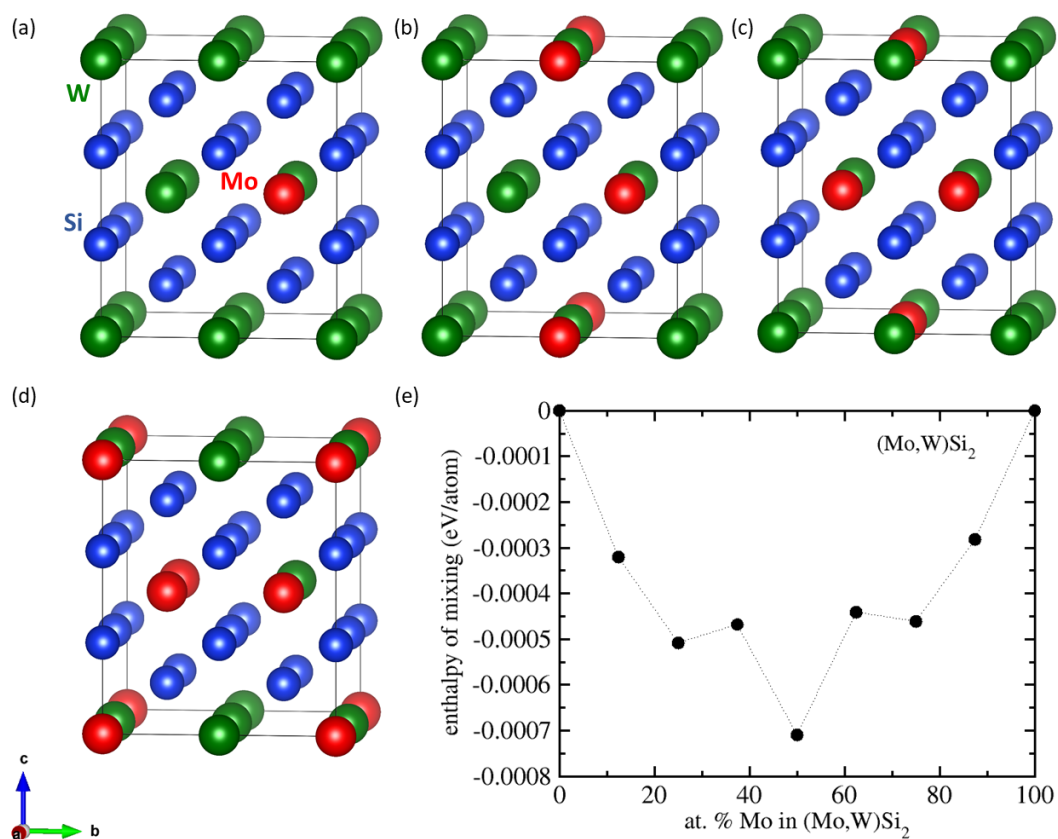 (a)
(b)
(c)
W
Mo
Si
(d)
(e)
(Mo,W)Si₂
enthalpy of mixing (eV/atom)
0
-0.0001
-0.0002
-0.0003
-0.0004
-0.0005
-0.0006
-0.0007
-0.0008
0 20 40 60 80 100
at. % Mo in (Mo,W)Si₂
c
a
b